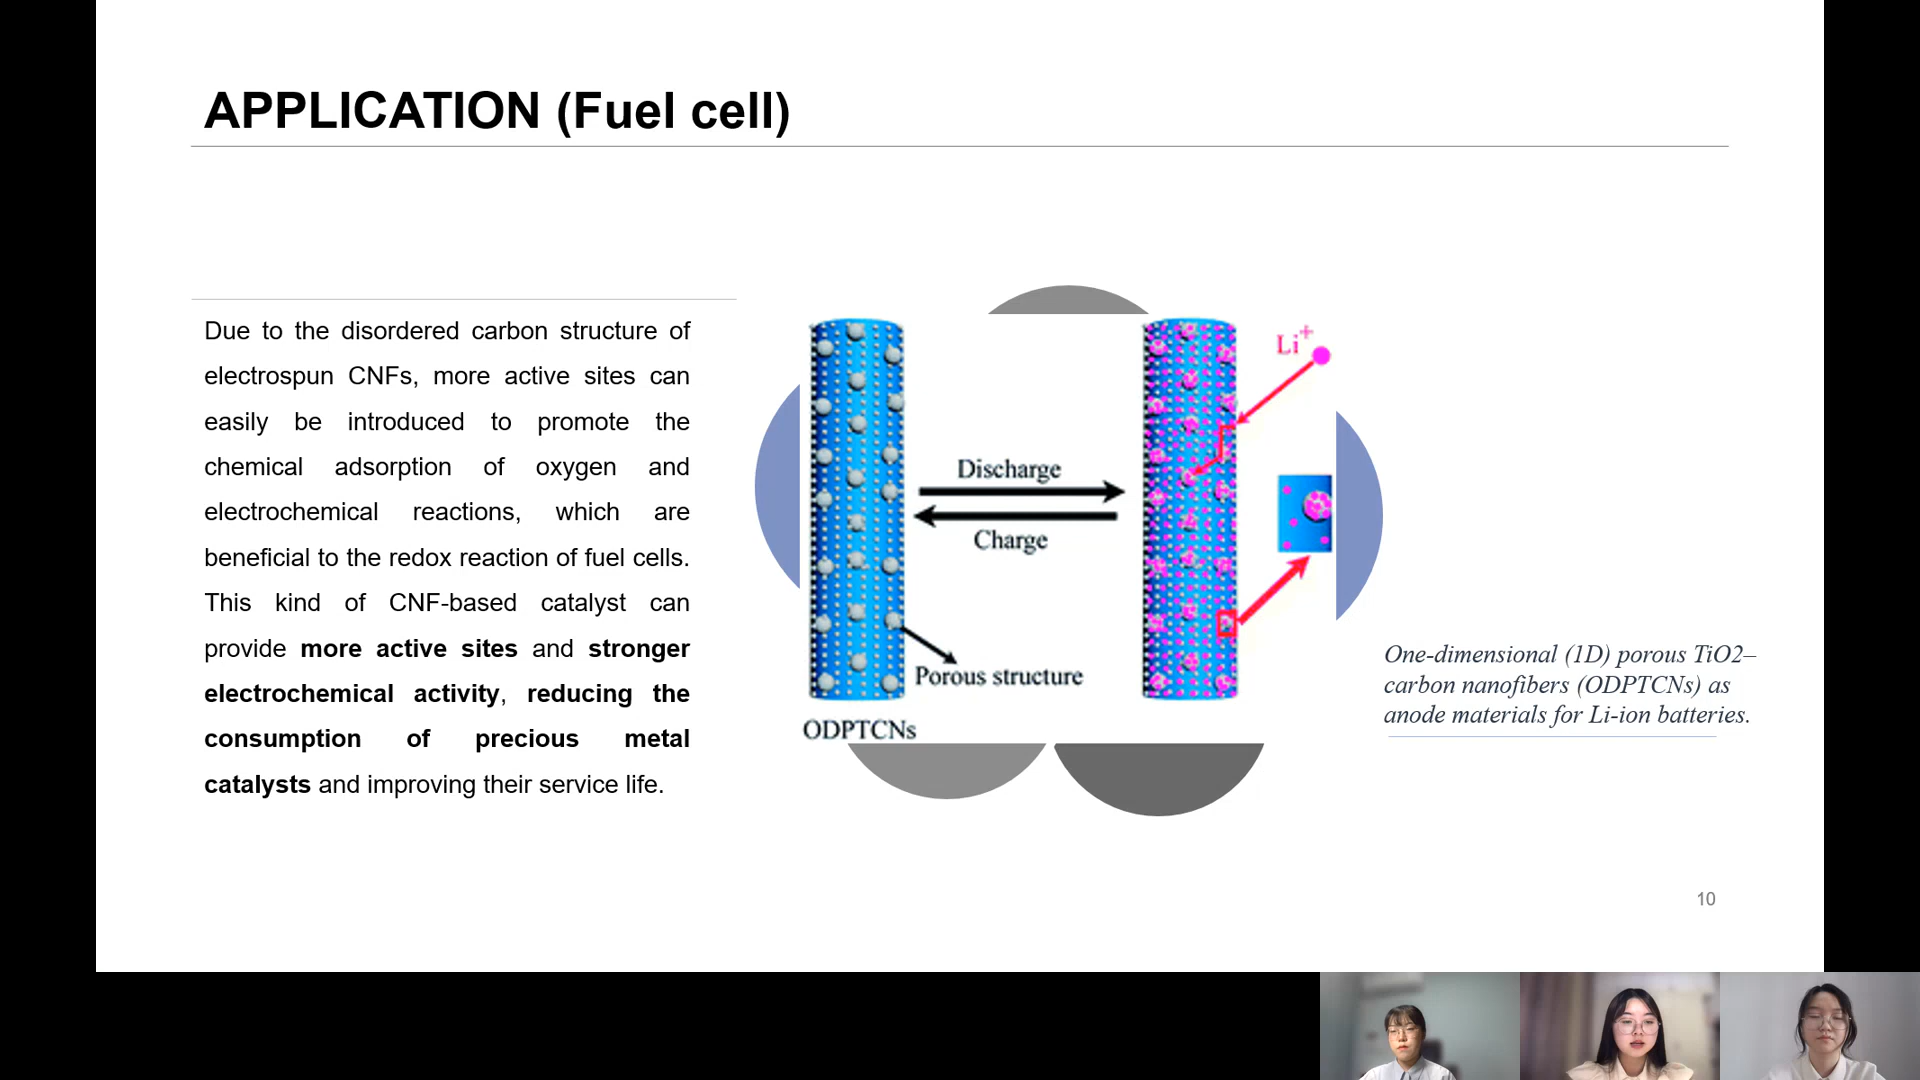 APPLICATION (Fuel cell)
Due to the disordered carbon structure of
electrospun CNFs, more active sites can
easily be introduced to promote the
chemical adsorption of oxygen and
electrochemical reactions, which are
beneficial to the redox reaction of fuel cells.
This kind of CNF-based catalyst can
provide more active sites and stronger
electrochemical activity, reducing the
consumption of precious metal
catalysts and improving their service life.
Li+
Discharge
Charge
Porous structure
ODPTCNs
One-dimensional (1D) porous TiO2–
carbon nanofibers (ODPTCNs) as
anode materials for Li-ion batteries.
10